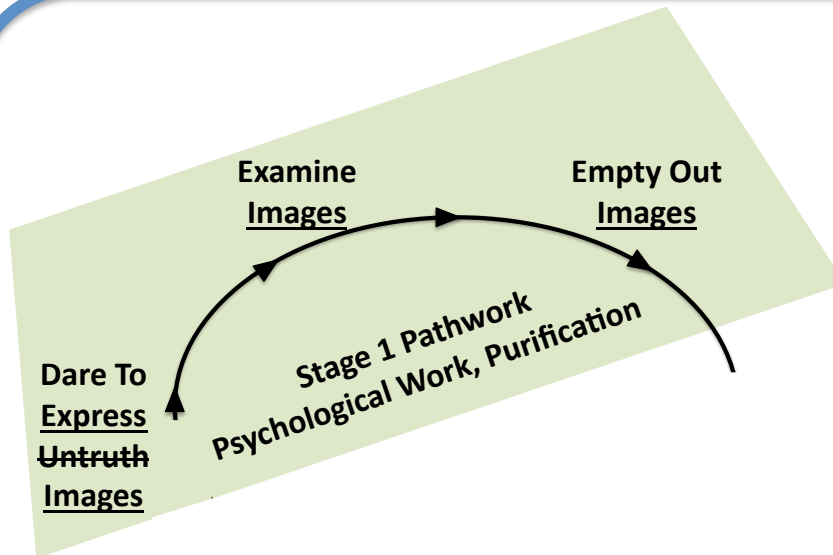 Examine
Images
Empty Out
Images
Stage 1 Pathwork
Psychological Work, Purification
Dare To
Express
Untruth
Images